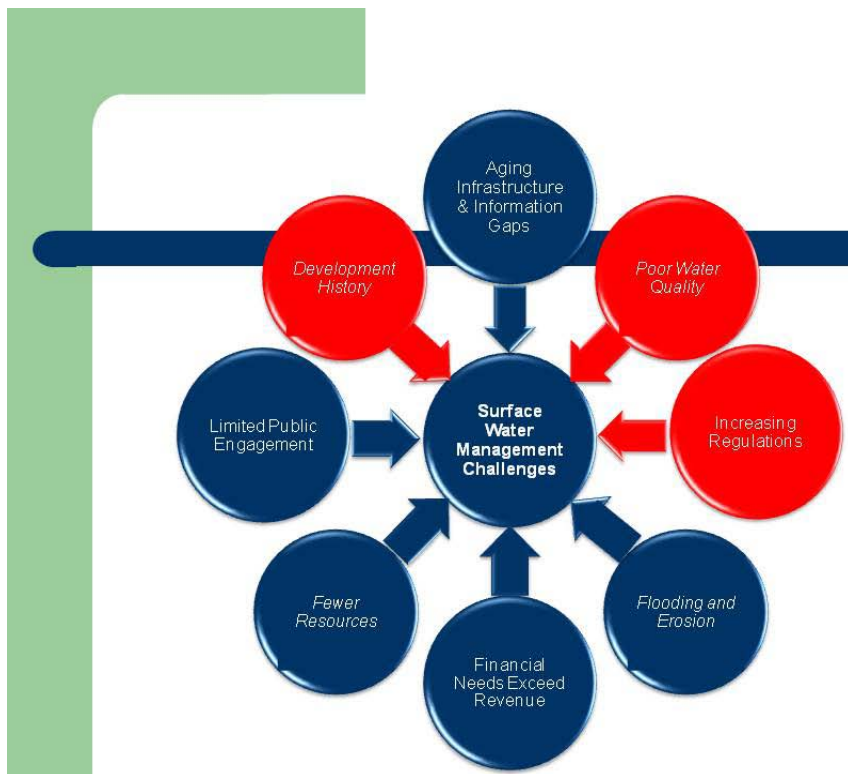 Aging
Infrastructure
& Information
Gaps
Development
History
Poor Water
Quality
Limited Public
Engagement
Surface
Water
Management
Challenges
Increasing
Regulations
Fewer
Resources
Flooding and
Erosion
Financial
Needs Exceed
Revenue